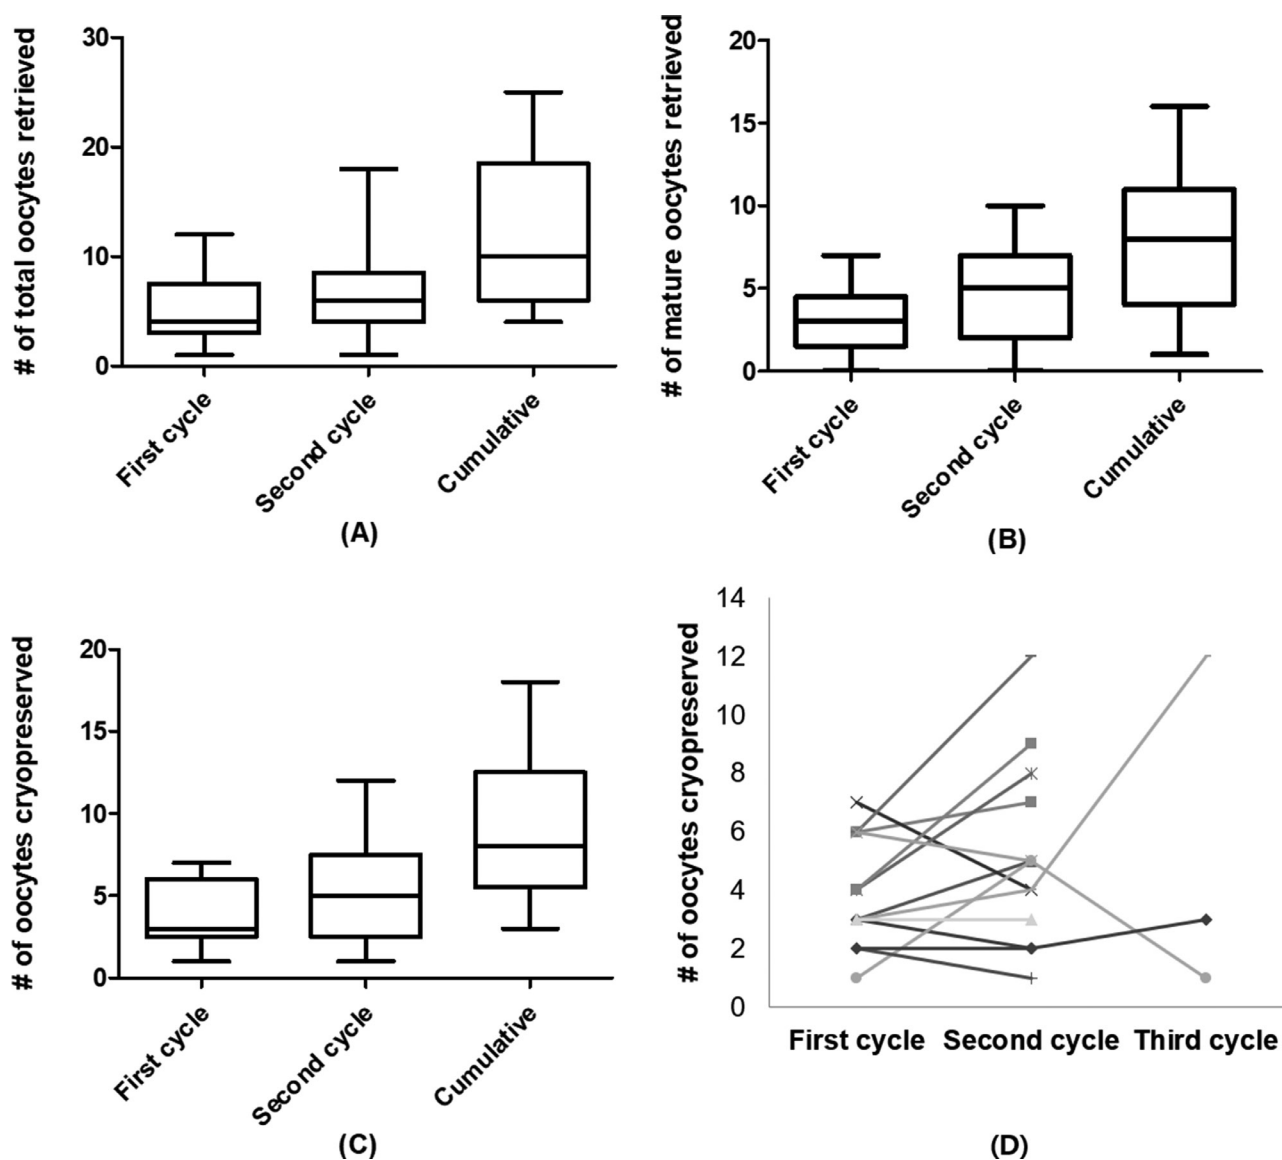 # of total oocytes retrieved
30
20
10
0
First cycle
Second cycle
Cumulative
(A)
# of mature oocytes retrieved
20
15
10
5
0
First cycle
Second cycle
Cumulative
(B)
# of oocytes cryopreserved
20
15
10
5
0
First cycle
Second cycle
Cumulative
(C)
# of oocytes cryopreserved
14
12
10
8
6
4
2
0
First cycle Second cycle Third cycle
(D)